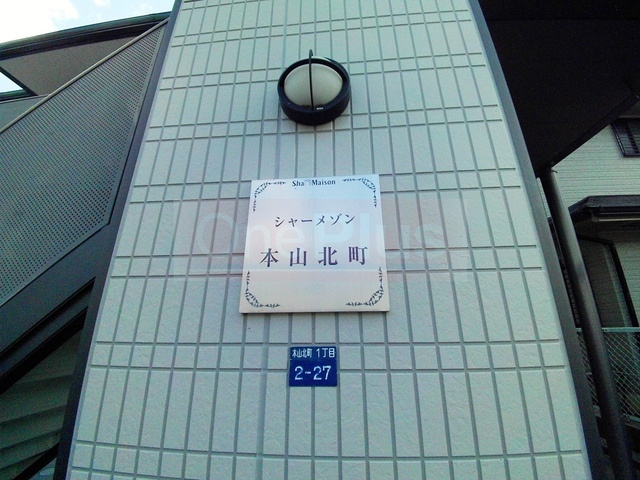 Sha Maison
シャーメゾン
本山北町
本山北町 1丁目
2-27
OnePlus